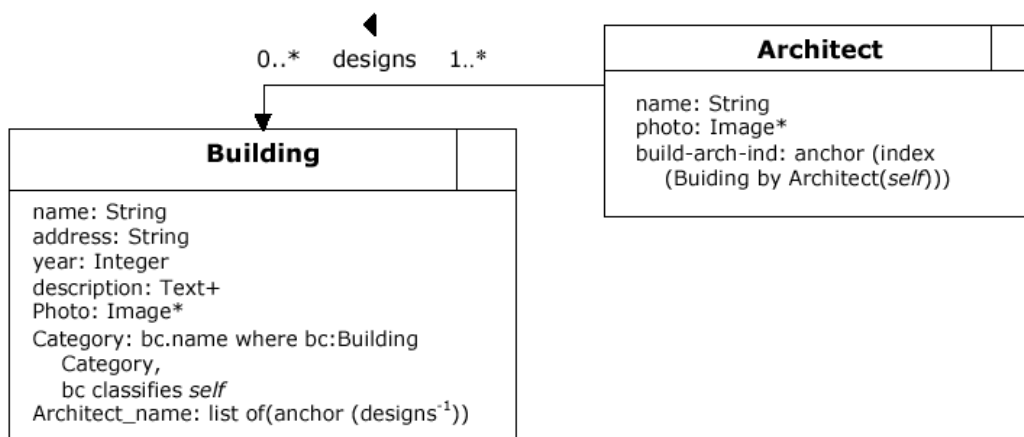 0..* designs 1..*
Architect
name: String
photo: Image*
build-arch-ind: anchor (index
(Buiding by Architect(self)))
Building
name: String
address: String
year: Integer
description: Text+
Photo: Image*
Category: bc.name where bc:Building
Category,
bc classifies self
Architect_name: list of(anchor (designs⁻¹))